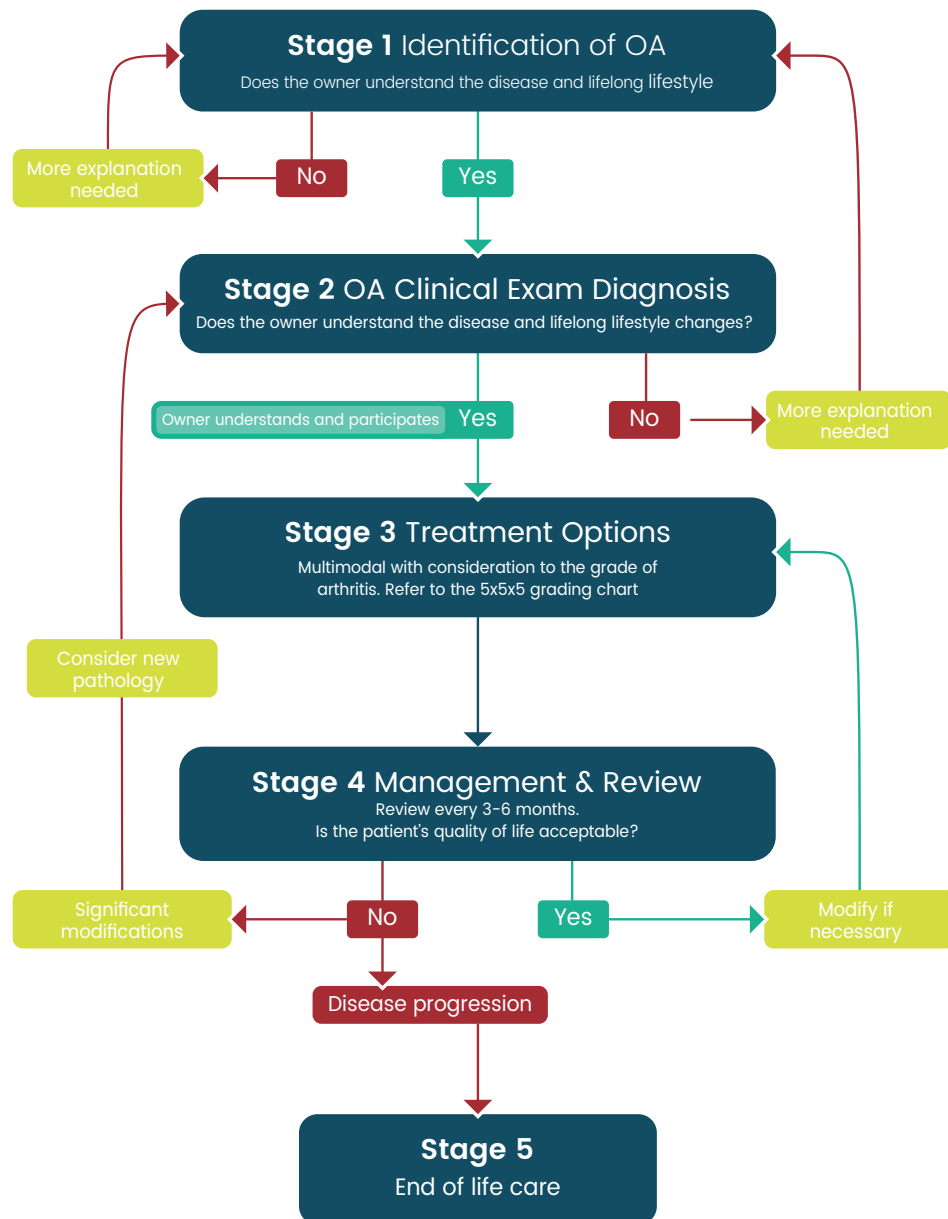 Stage 1 Identification of OA
Does the owner understand the disease and lifelong lifestyle
More explanation
needed
No
Yes
Stage 2 OA Clinical Exam Diagnosis
Does the owner understand the disease and lifelong lifestyle changes?
Owner understands and participates
Yes
No
More explanation
needed
Stage 3 Treatment Options
Multimodal with consideration to the grade of
arthritis. Refer to the 5x5x5 grading chart
Consider new
pathology
Stage 4 Management & Review
Review every 3-6 months.
Is the patient's quality of life acceptable?
Significant
modifications
No
Yes
Modify if
necessary
Disease progression
Stage 5
End of life care